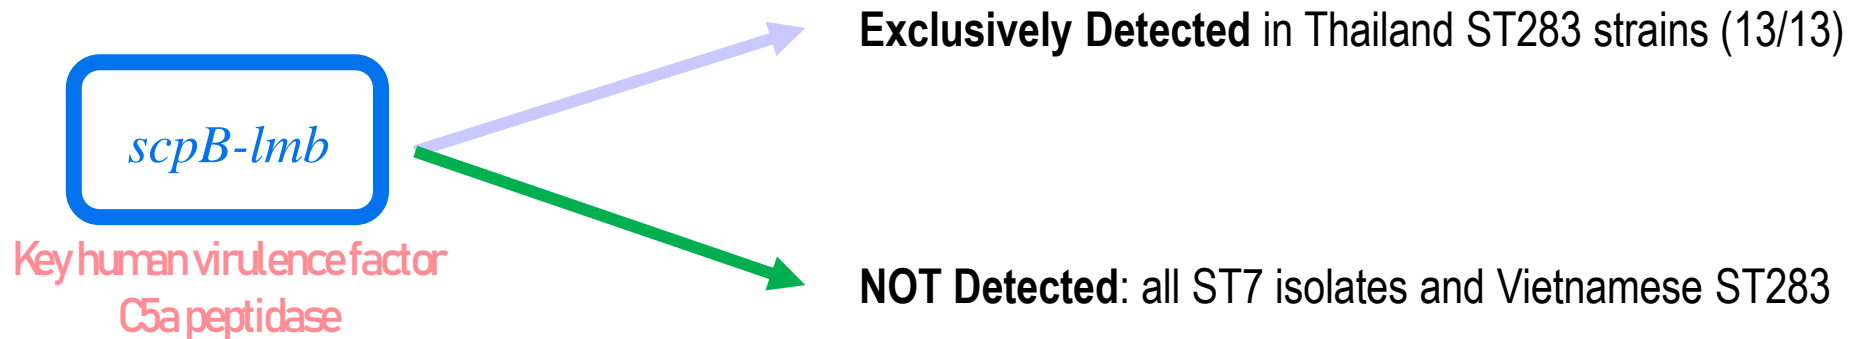 Exclusively Detected in Thailand ST283 strains (13/13)
scpB-lmb
Key human virulence factor
C5a peptidase
NOT Detected: all ST7 isolates and Vietnamese ST283